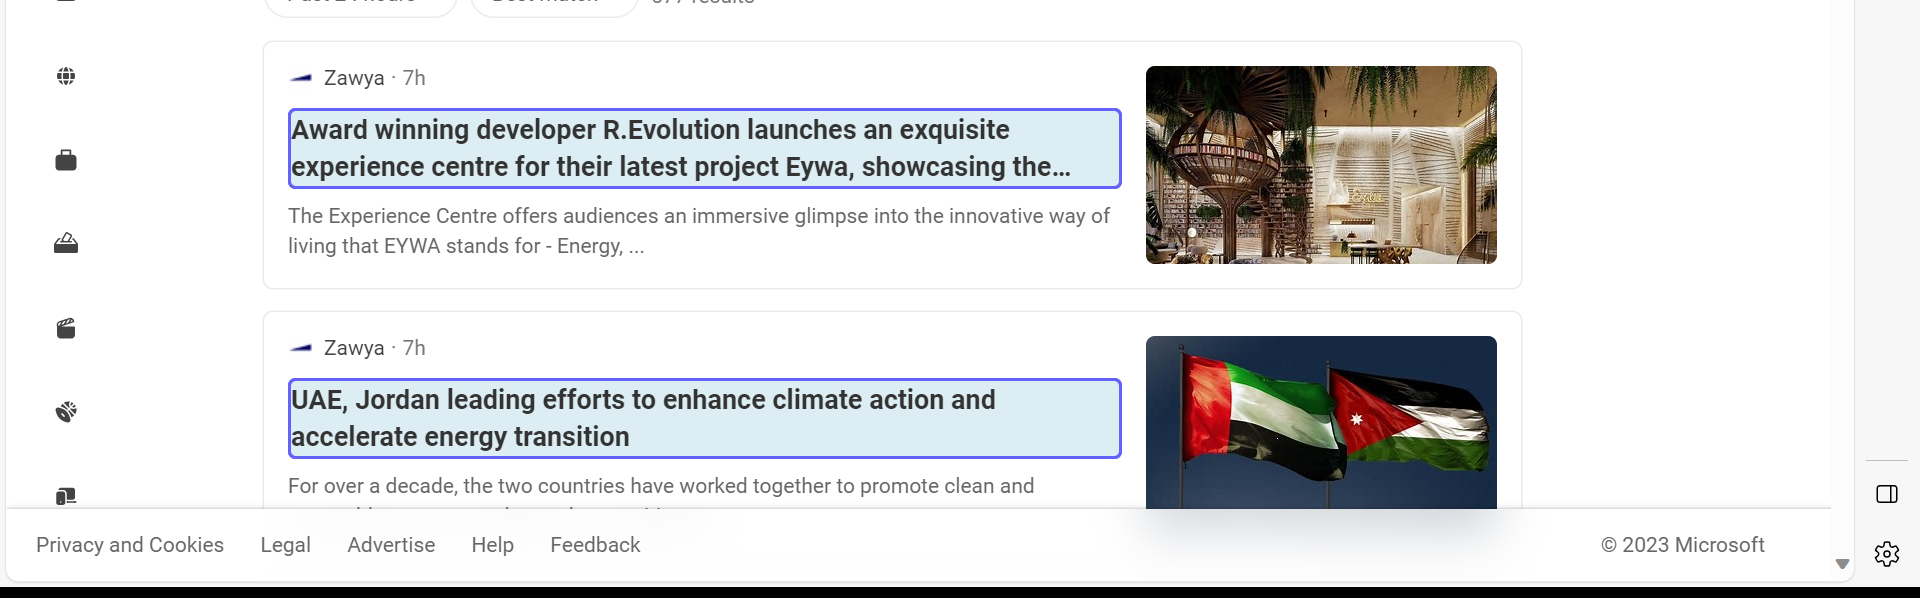 Zawya · 7h
Award winning developer R.Evolution launches an exquisite
experience centre for their latest project Eywa, showcasing the...
The Experience Centre offers audiences an immersive glimpse into the innovative way of
living that EYWA stands for - Energy, ...
Zawya · 7h
UAE, Jordan leading efforts to enhance climate action and
accelerate energy transition
For over a decade, the two countries have worked together to promote clean and
Privacy and Cookies Legal Advertise Help Feedback © 2023 Microsoft